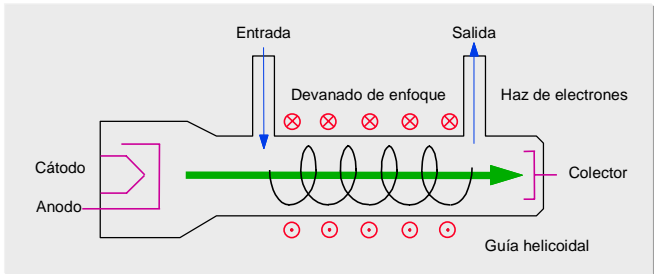 Entrada
Salida
Devanado de enfoque
Haz de electrones
Cátodo
Colector
Anodo
Guía helicoidal